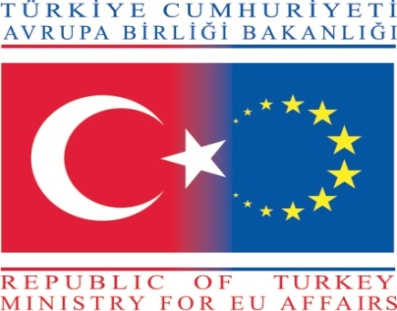 TÜRKİYE CUMHURİYETİ
AVRUPA BİRLİĞİ BAKANLIĞI
REPUBLIC OF TURKEY
MINISTRY FOR EU AFFAIRS